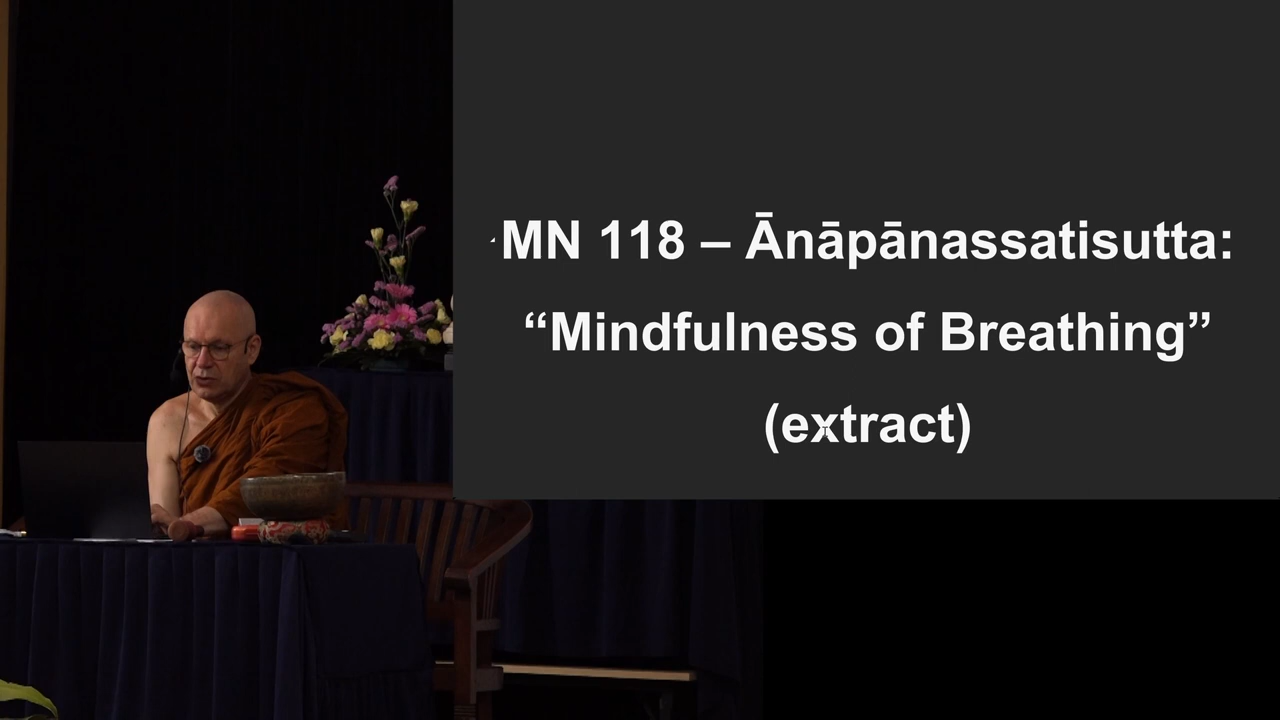 MN 118 – Ānāpānassatisutta:
“Mindfulness of Breathing”
(extract)